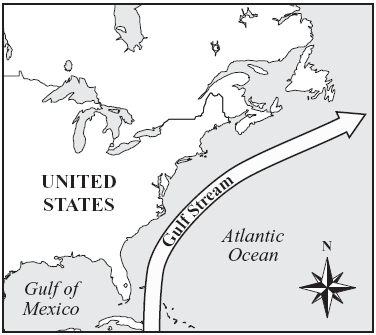 UNITED
STATES
Gulf Stream
Atlantic
Ocean
N
Gulf of
Mexico